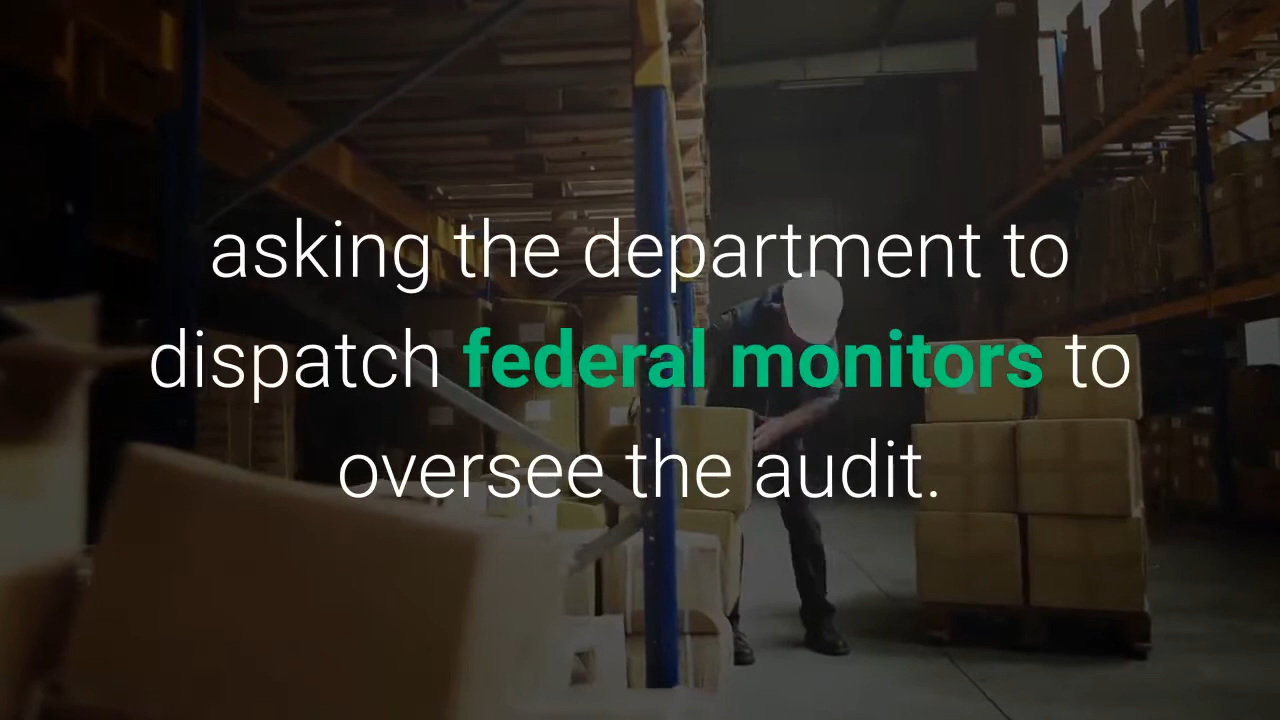 asking the department to
dispatch federal monitors to
oversee the audit.